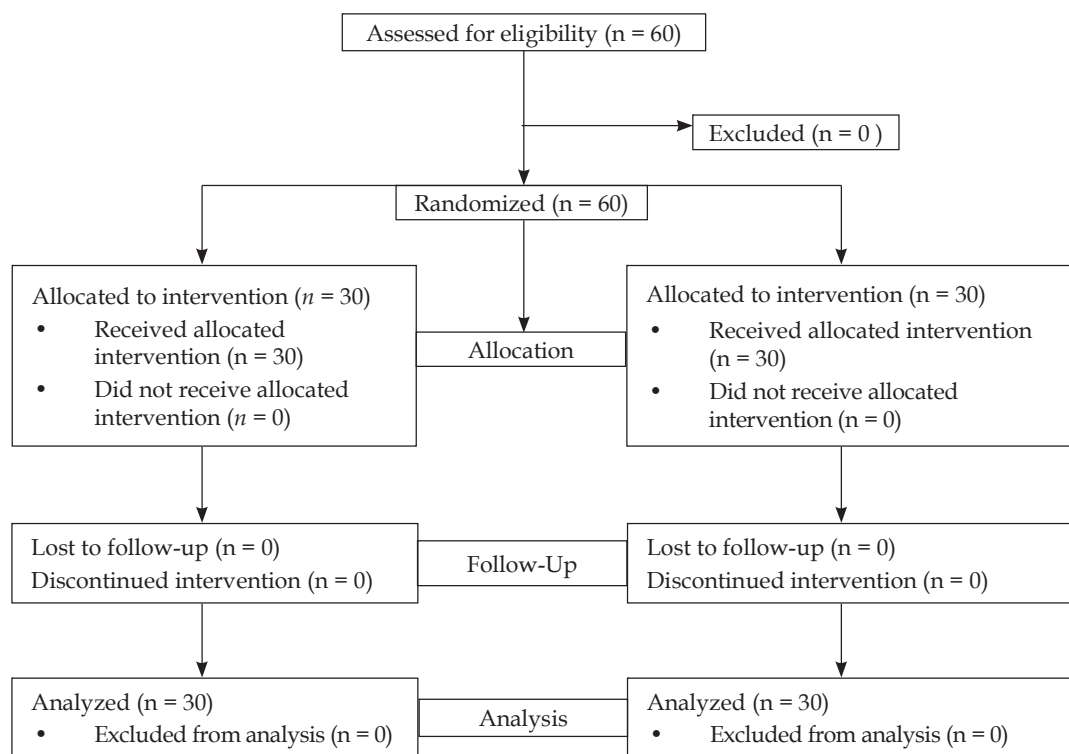 Assessed for eligibility (n = 60)
Excluded (n = 0 )
Randomized (n = 60)
Allocated to intervention (n = 30)
• Received allocated
intervention (n = 30)
• Did not receive allocated
intervention (n = 0)
Allocation
Allocated to intervention (n = 30)
• Received allocated intervention
(n = 30)
• Did not receive allocated
intervention (n = 0)
Lost to follow-up (n = 0)
Discontinued intervention (n = 0)
Follow-Up
Lost to follow-up (n = 0)
Discontinued intervention (n = 0)
Analyzed (n = 30)
• Excluded from analysis (n = 0)
Analysis
Analyzed (n = 30)
• Excluded from analysis (n = 0)